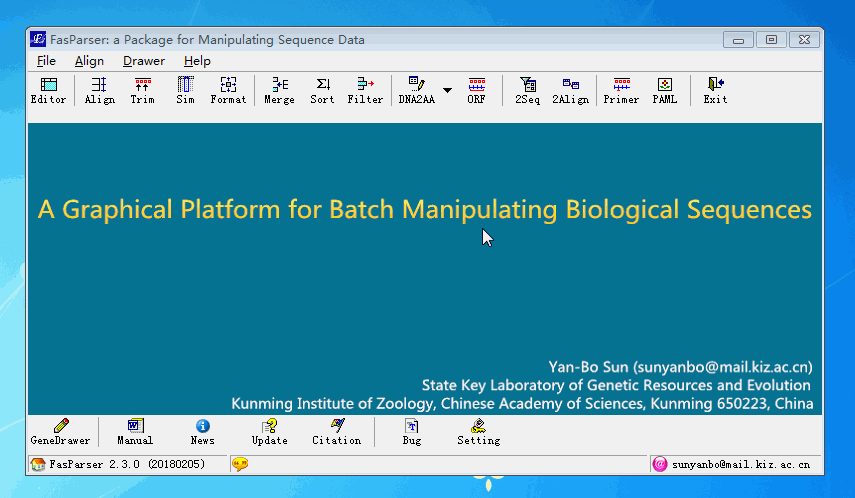 FasParser: a Package for Manipulating Sequence Data
File Align Drawer Help
Editor Align Trim Sim Format Merge Sort Filter DNA2AA ORF 2Seq 2Align Primer PAML Exit
A Graphical Platform for Batch Manipulating Biological Sequences
Yan-Bo Sun (sunyanbo@mail.kiz.ac.cn)
State Key Laboratory of Genetic Resources and Evolution
Kunming Institute of Zoology, Chinese Academy of Sciences, Kunming 650223, China
GeneDrawer Manual News Update Citation Bug Setting
FasParser 2.3.0 (20180205) sunyanbo@mail.kiz.ac.cn